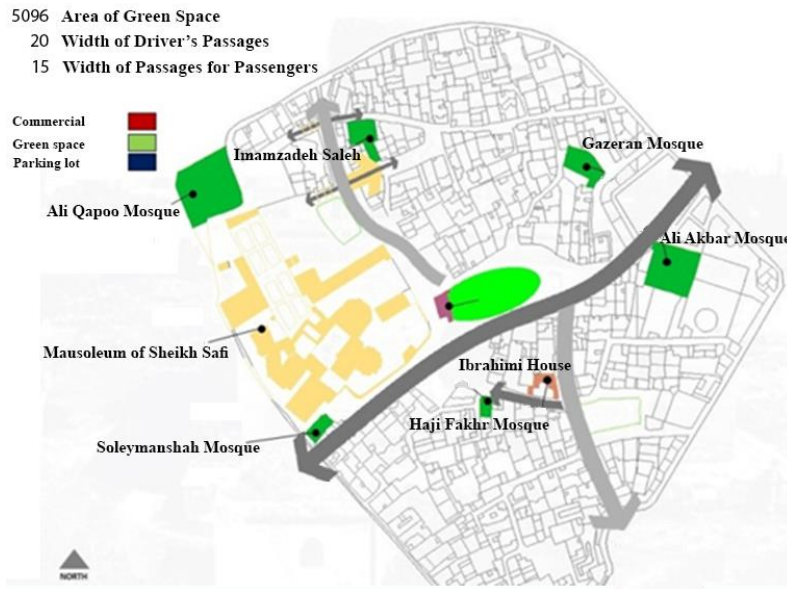 5096 Area of Green Space
20 Width of Driver's Passages
15 Width of Passages for Passengers
Commercial
Green space
Parking lot
Imamzadeh Saleh
Gazeran Mosque
Ali Qapoo Mosque
Ali Akbar Mosque
Mausoleum of Sheikh Safi
Ibrahimi House
Haji Fakhr Mosque
Soleymanshah Mosque
NORTH